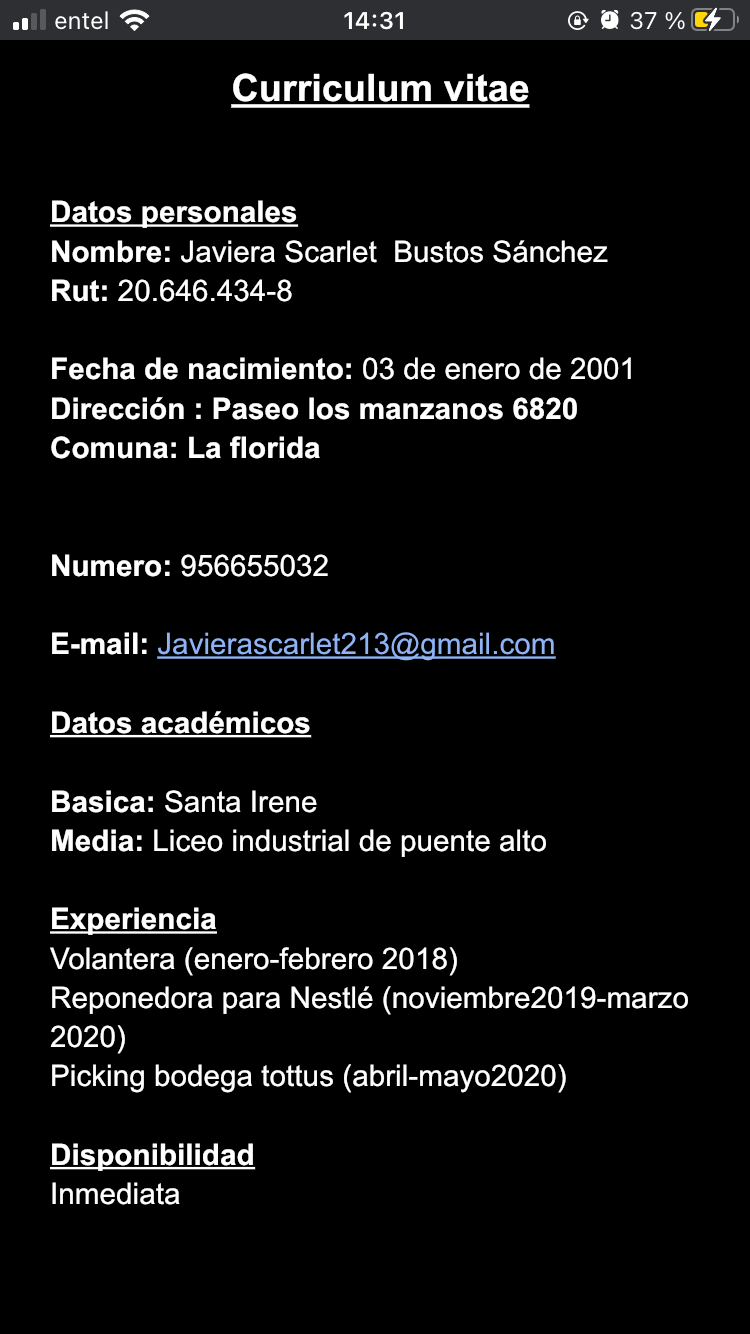 entel 14:31 37 %
Curriculum vitae
Datos personales
Nombre: Javiera Scarlet  Bustos Sánchez
Rut: 20.646.434-8
Fecha de nacimiento: 03 de enero de 2001
Dirección : Paseo los manzanos 6820
Comuna: La florida
Numero: 956655032
E-mail: Javierascarlet213@gmail.com
Datos académicos
Basica: Santa Irene
Media: Liceo industrial de puente alto
Experiencia
Volantera (enero-febrero 2018)
Reponedora para Nestlé (noviembre2019-marzo
2020)
Picking bodega tottus (abril-mayo2020)
Disponibilidad
Inmediata